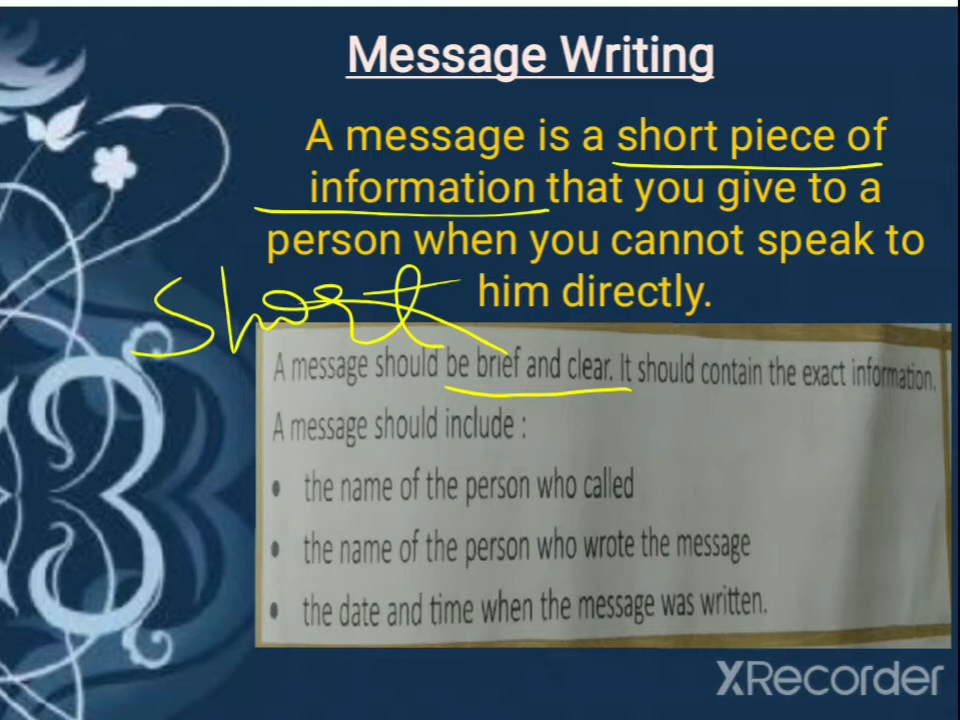 Message Writing
A message is a short piece of
information that you give to a
person when you cannot speak to
him directly.
Short
A message should be brief and clear. It should contain the exact information.
A message should include :
• the name of the person who called
• the name of the person who wrote the message
• the date and time when the message was written.
XRecorder